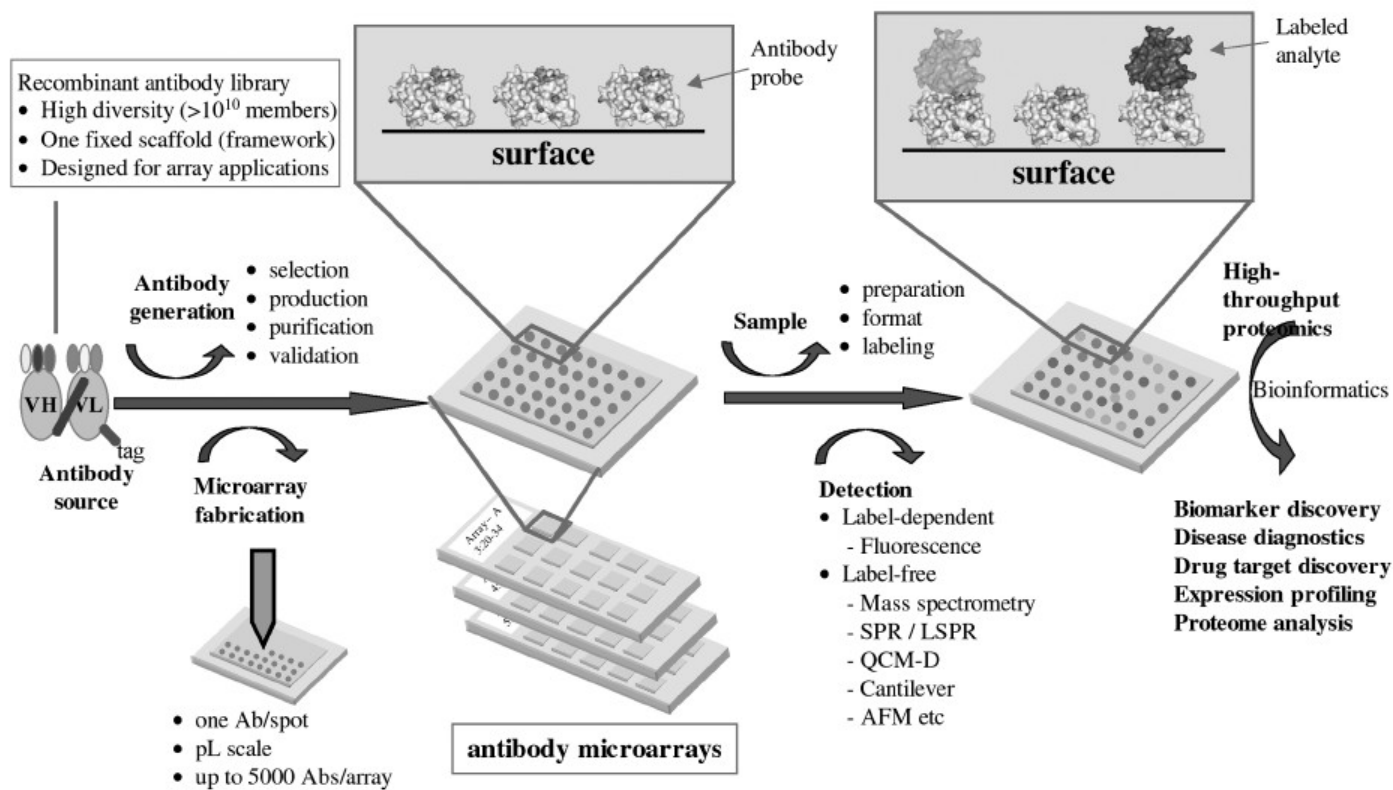 Recombinant antibody library
• High diversity (>10¹⁰ members)
• One fixed scaffold (framework)
• Designed for array applications
surface
Antibody
probe
surface
Labeled
analyte
Antibody
generation
• selection
• production
• purification
• validation
Sample
• preparation
• format
• labeling
High-
throughput
proteomics
Bioinformatics
VH
VL
tag
Antibody
source
Microarray
fabrication
• one Ab/spot
• pL scale
• up to 5000 Abs/array
Array– A
3:20-34
antibody microarrays
Detection
• Label-dependent
- Fluorescence
• Label-free
- Mass spectrometry
- SPR / LSPR
- QCM-D
- Cantilever
- AFM etc
Biomarker discovery
Disease diagnostics
Drug target discovery
Expression profiling
Proteome analysis